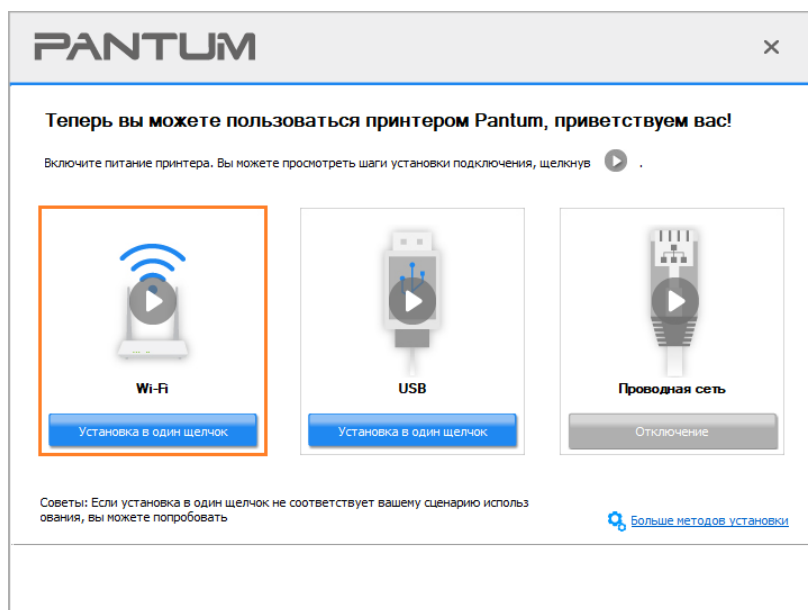 PANTUM
Теперь вы можете пользоваться принтером Pantum, приветствуем вас!
Включите питание принтера. Вы можете просмотреть шаги установки подключения, щелкнув .
Wi-Fi
USB
Проводная сеть
Установка в один щелчок
Установка в один щелчок
Отключение
Советы: Если установка в один щелчок не соответствует вашему сценарию использ
ования, вы можете попробовать
Больше методов установки